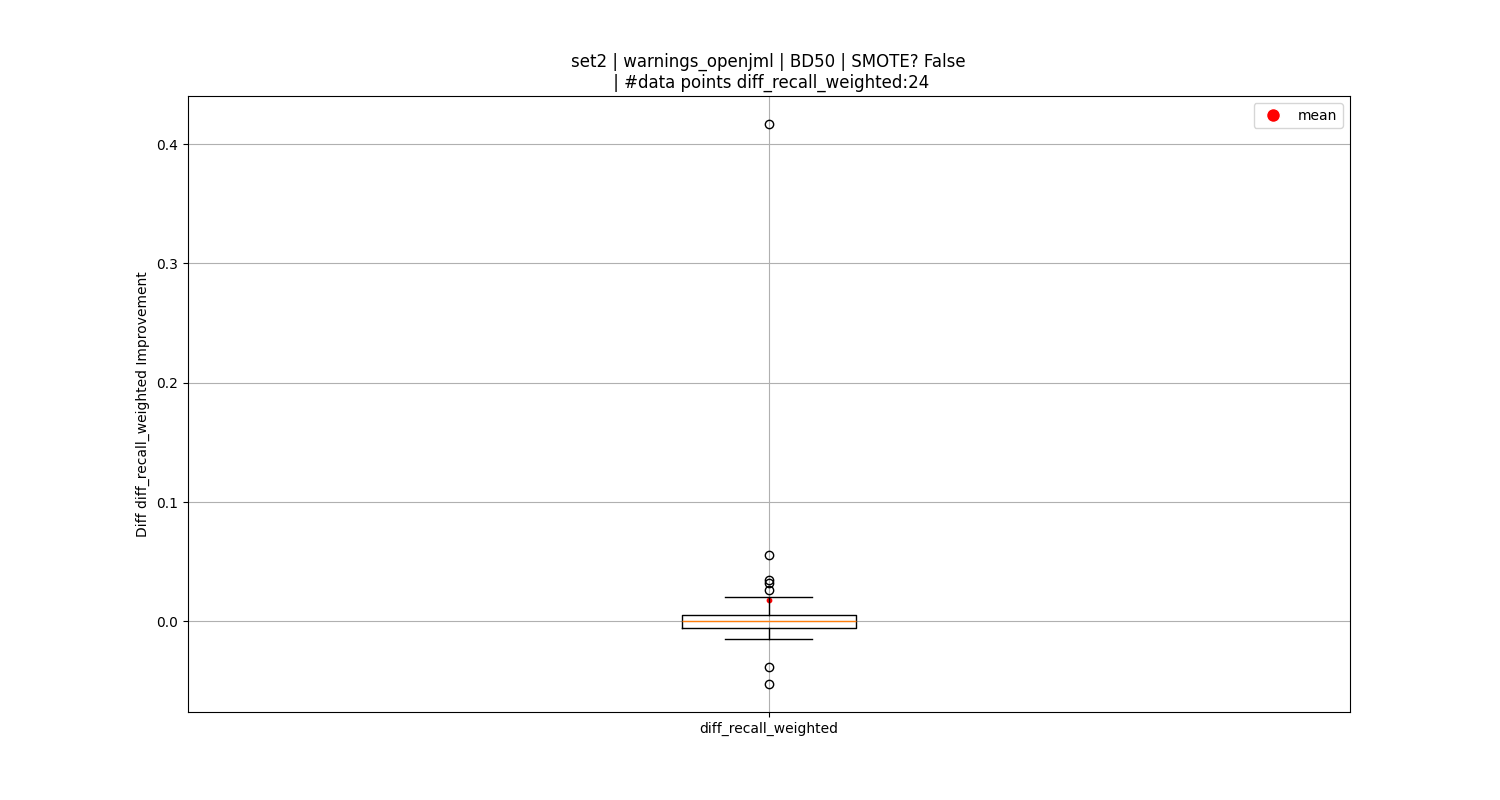 set2 | warnings_openjml | BD50 | SMOTE? False
| #data points diff_recall_weighted:24
mean
0.4
0.3
0.2
0.1
0.0
Diff diff_recall_weighted Improvement
diff_recall_weighted